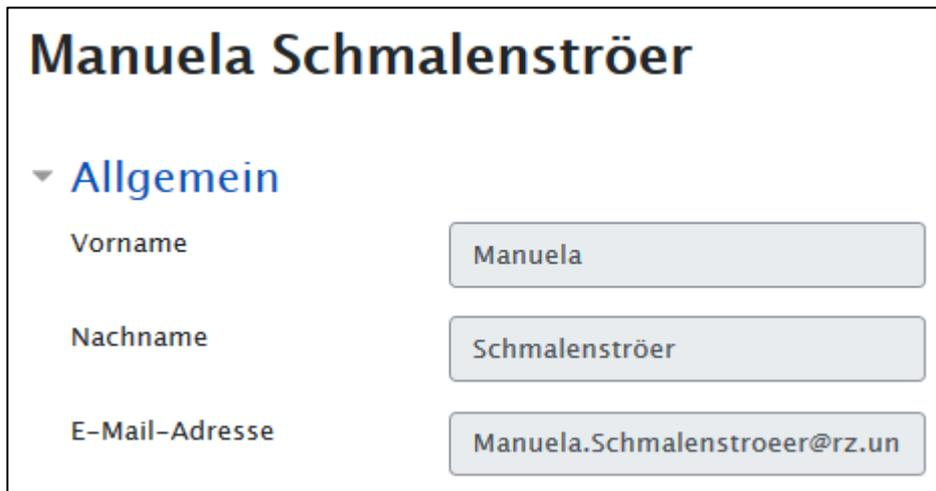 Manuela Schmalenströer
Allgemein
Vorname
Manuela
Nachname
Schmalenströer
E-Mail-Adresse
Manuela.Schmalenstroeer@rz.un